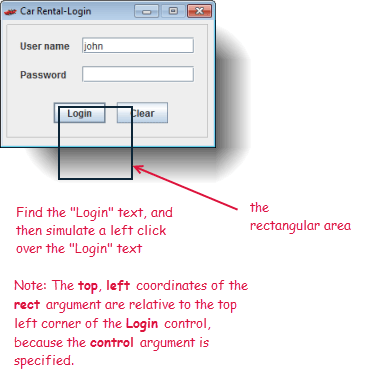 Car Rental-Login
User name
john
Password
Login
Clear
the
rectangular area
Find the "Login" text, and
then simulate a left click
over the "Login" text
Note: The top, left coordinates of the
rect argument are relative to the top
left corner of the Login control,
because the control argument is
specified.